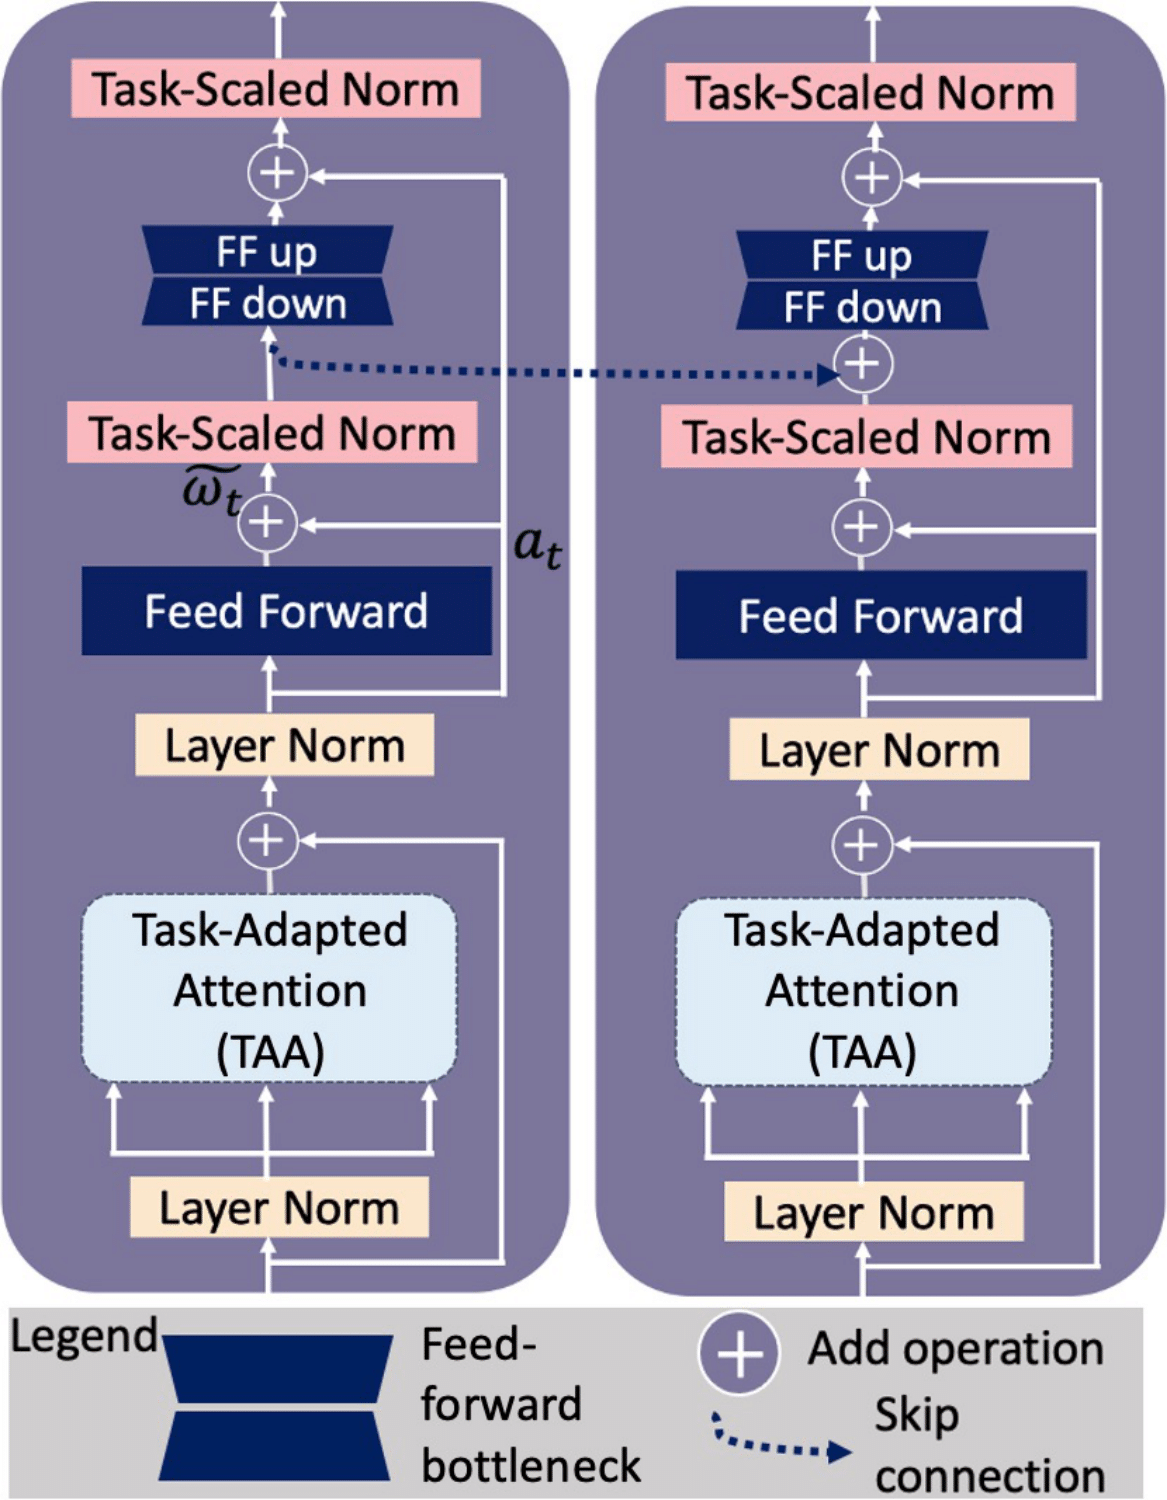 Task-Scaled Norm
+
FF up
FF down
Task-Scaled Norm
\widetilde{ω}_t
+
a_t
Feed Forward
Layer Norm
+
Task-Adapted
Attention
(TAA)
Layer Norm
Task-Scaled Norm
+
FF up
FF down
+
Task-Scaled Norm
+
Feed Forward
Layer Norm
+
Task-Adapted
Attention
(TAA)
Layer Norm
Legend
Feed-
forward
bottleneck
+
Add operation
Skip
connection